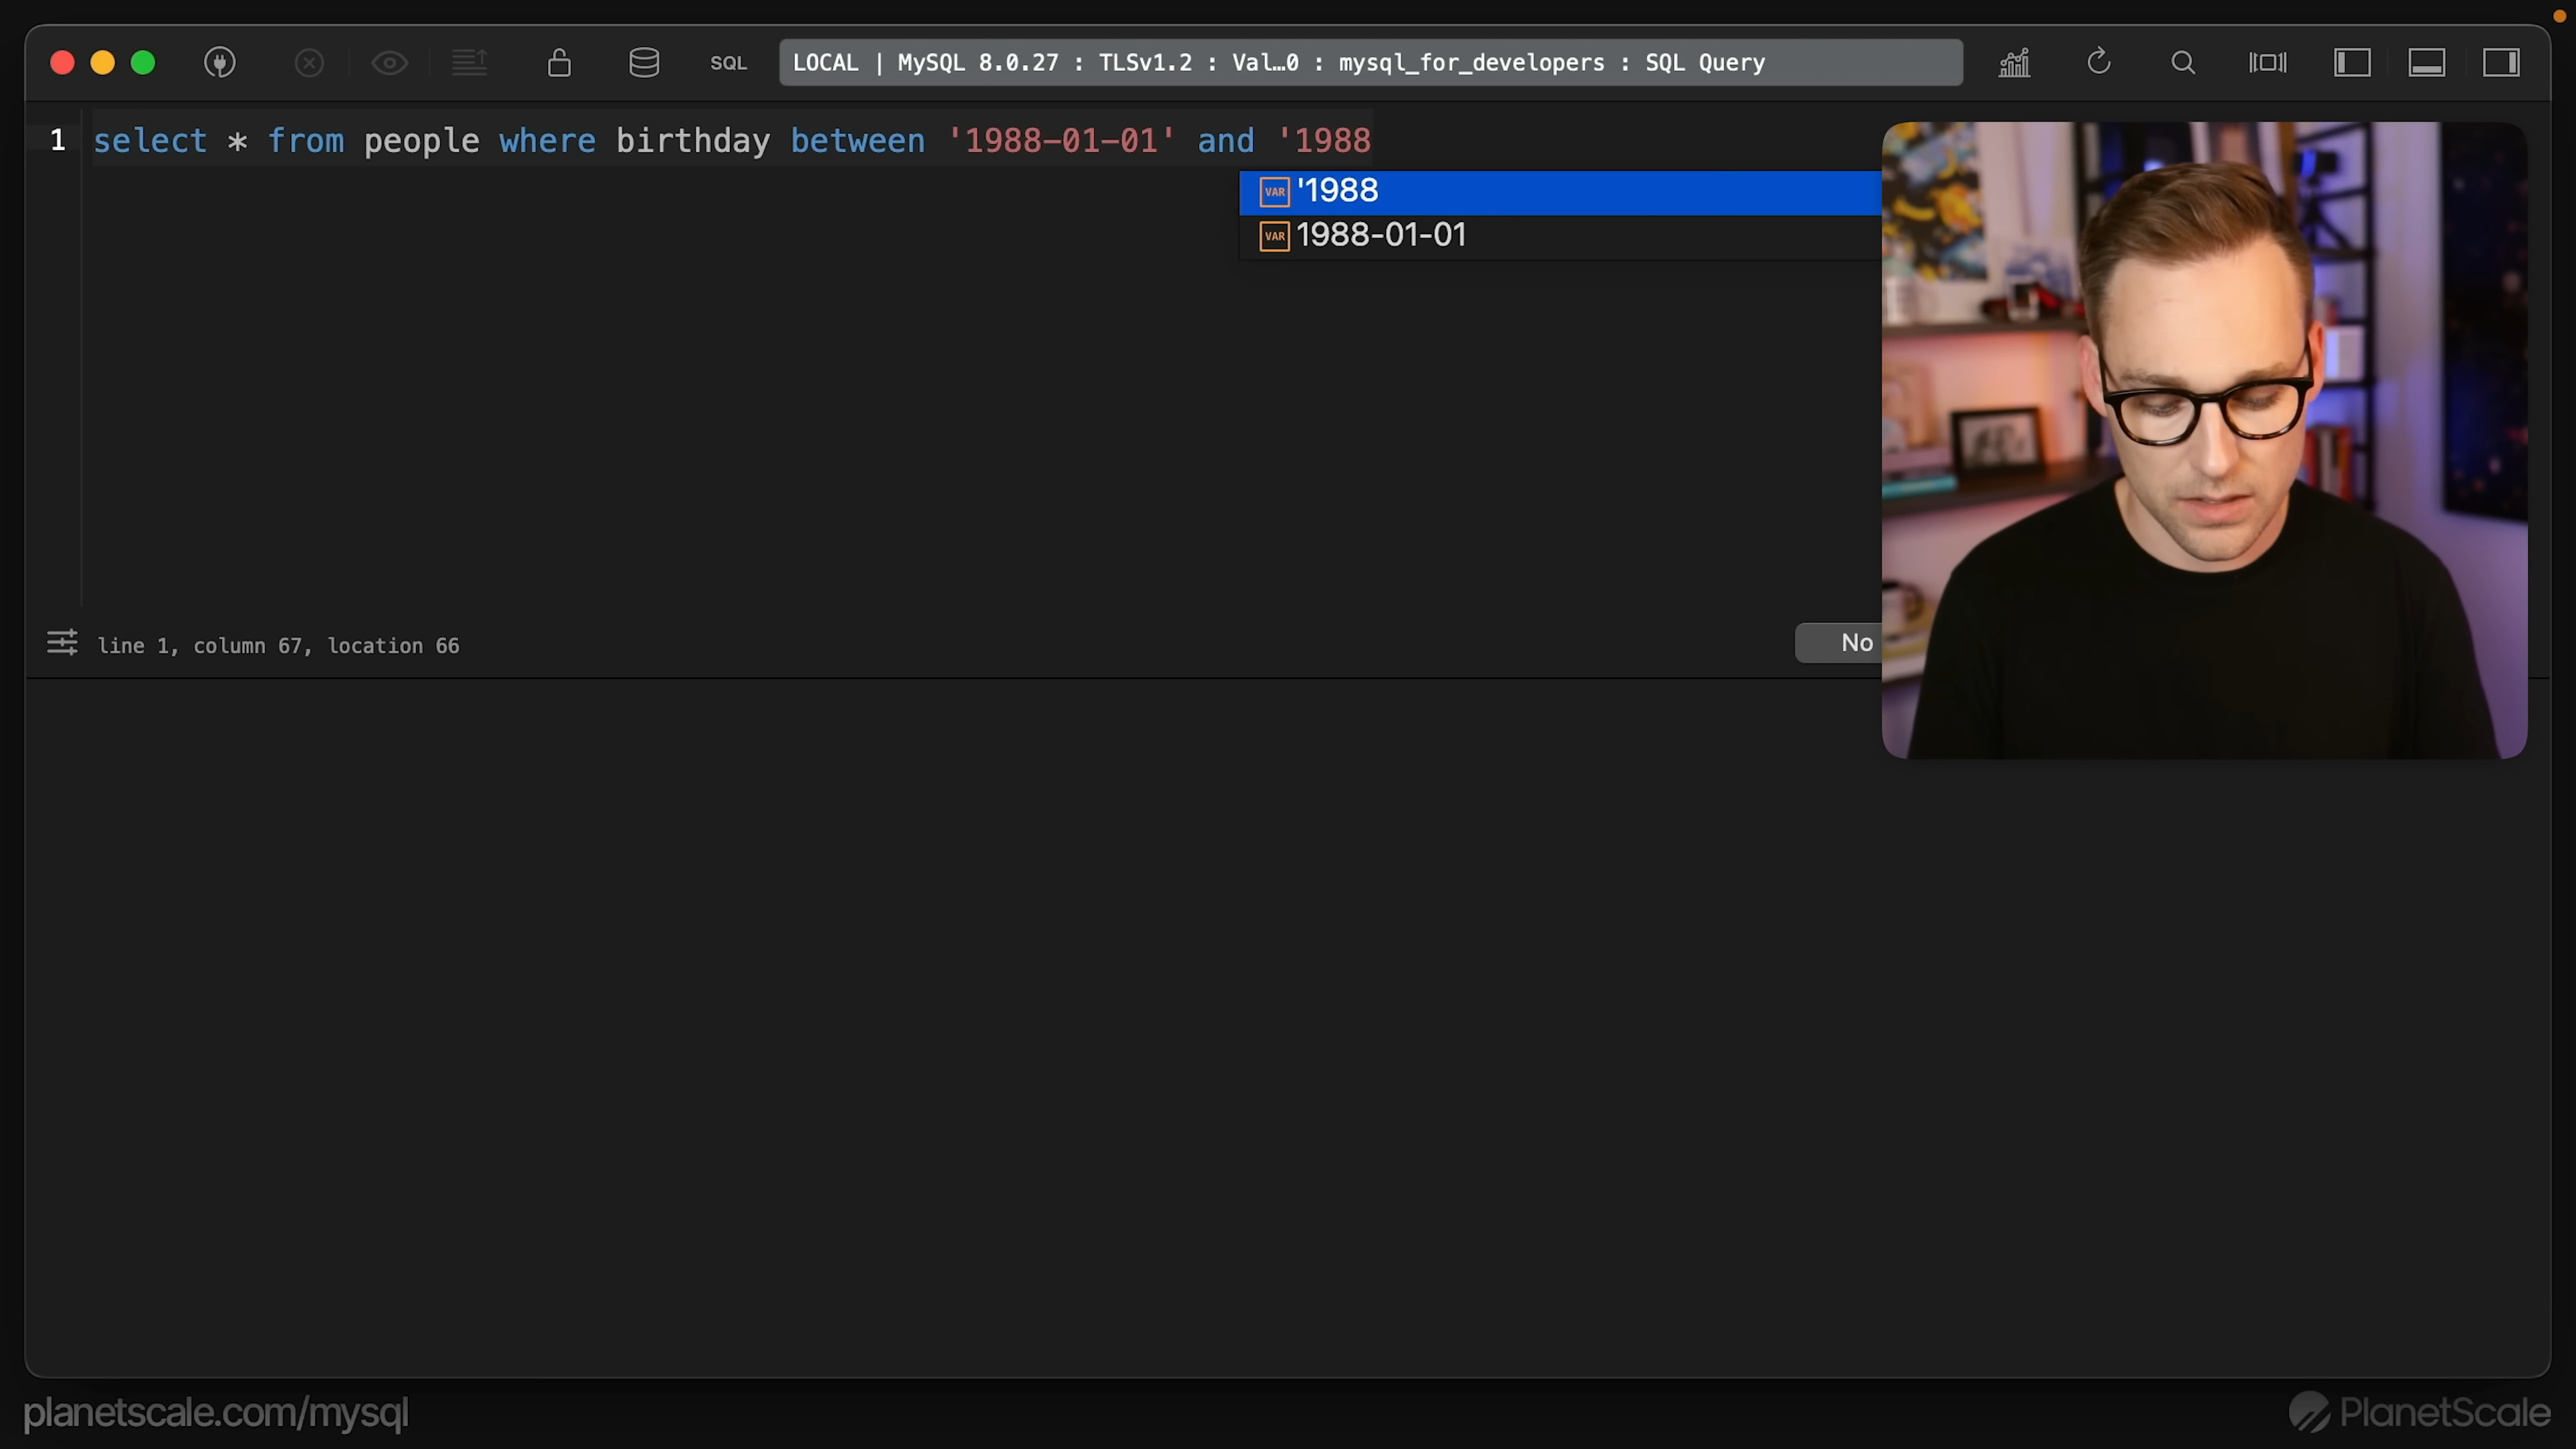 SQL
LOCAL | MySQL 8.0.27 : TLSv1.2 : Val…0 : mysql_for_developers : SQL Query
1
select * from people where birthday between '1988-01-01' and '1988
VAR '1988
VAR 1988-01-01
line 1, column 67, location 66
No
planetscale.com/mysql
PlanetScale